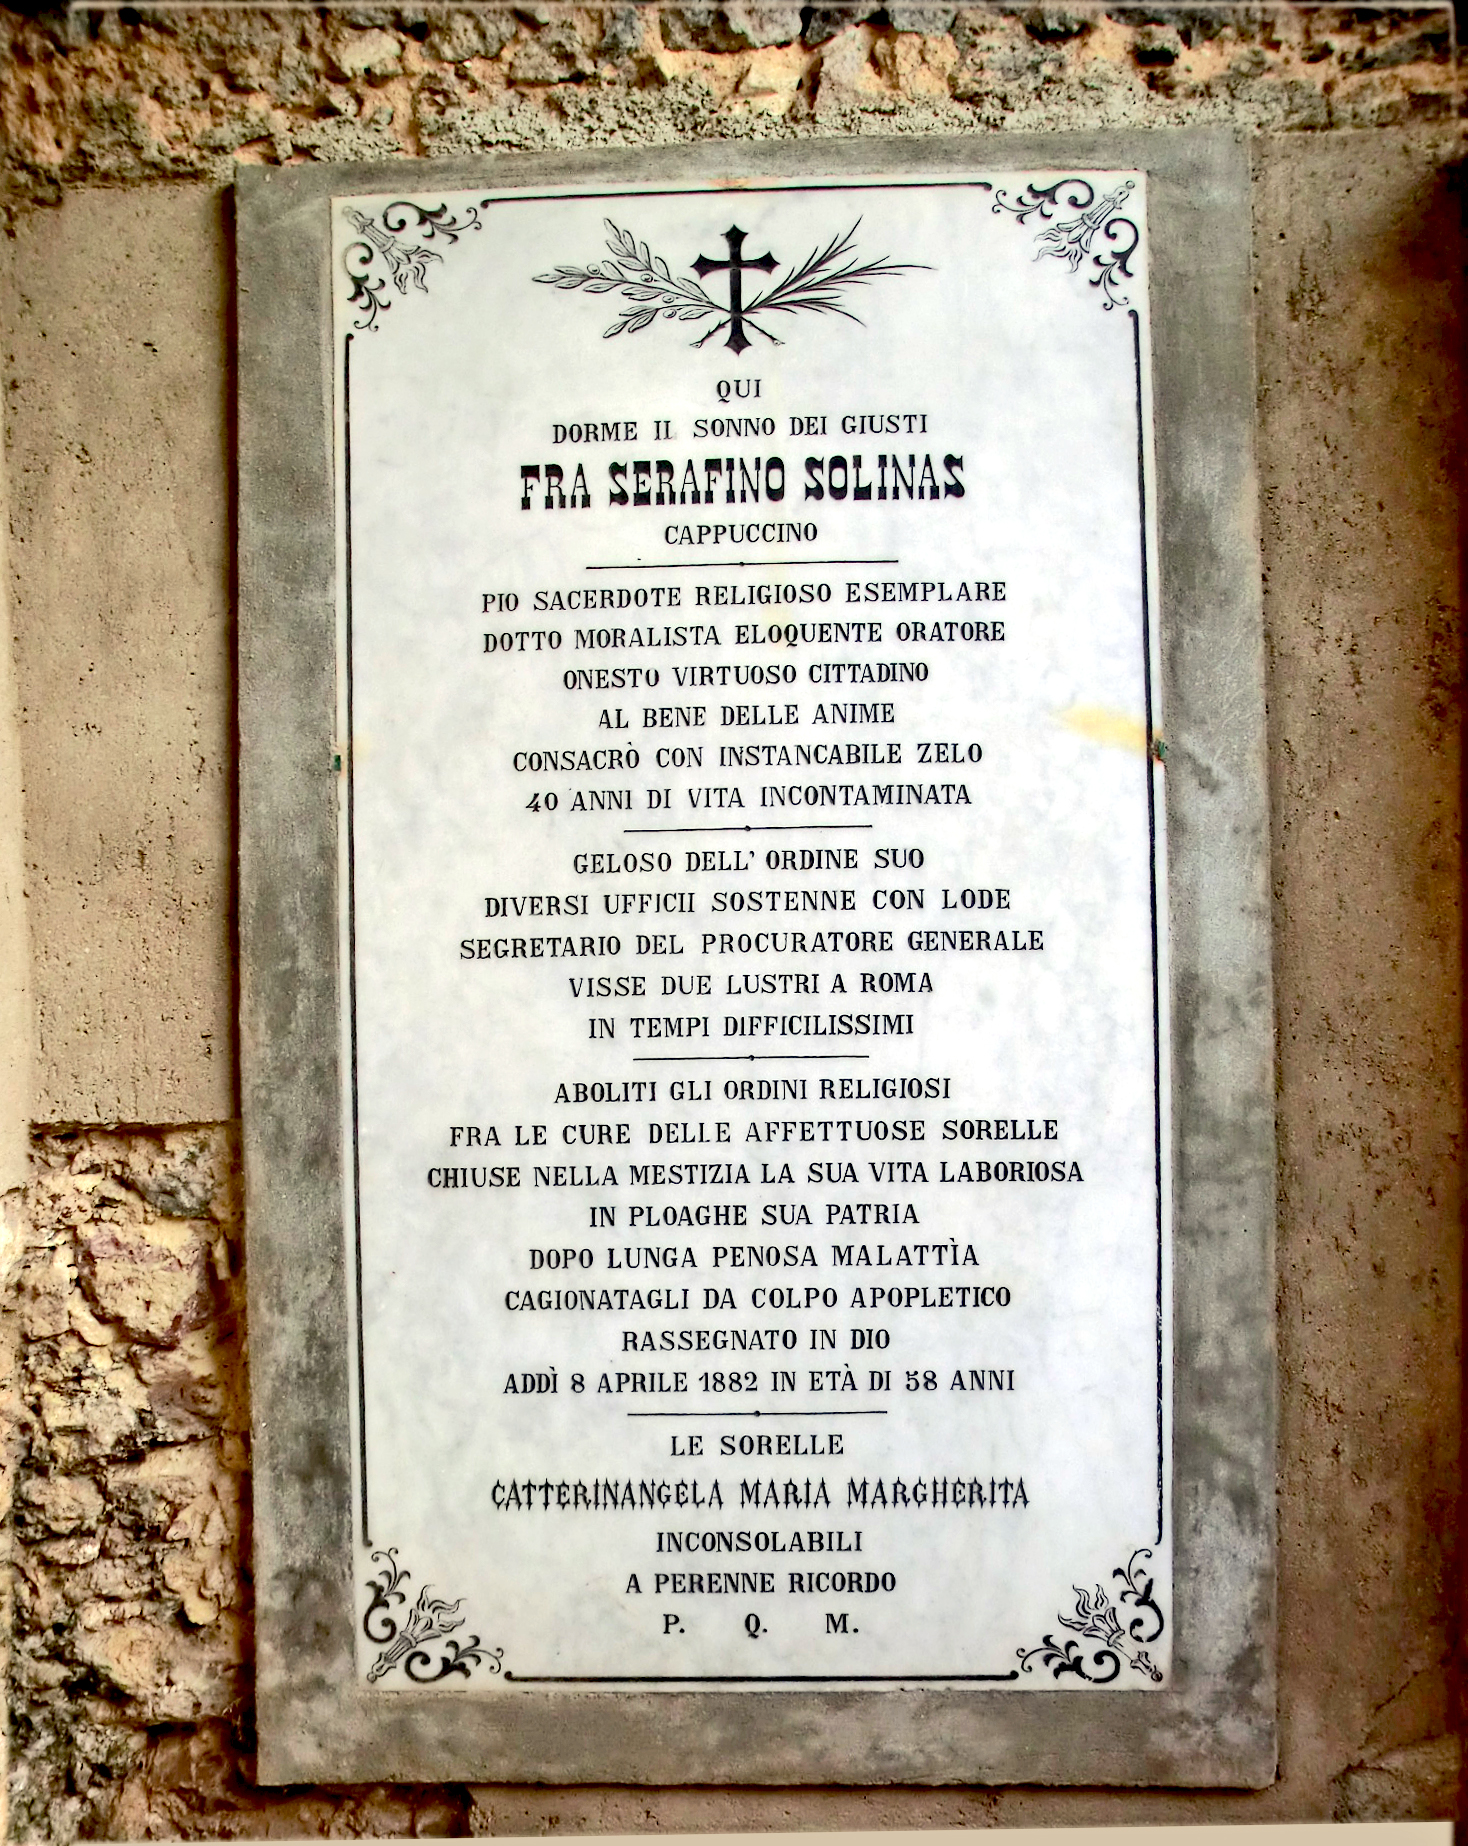 QUI
DORME IL SONNO DEI GIUSTI
FRA SERAFINO SOLINAS
CAPPUCCINO
PIO SACERDOTE RELIGIOSO ESEMPLARE
DOTTO MORALISTA ELOQUENTE ORATORE
ONESTO VIRTUOSO CITTADINO
AL BENE DELLE ANIME
CONSACRÒ CON INSTANCABILE ZELO
40 ANNI DI VITA INCONTAMINATA
GELOSO DELL' ORDINE SUO
DIVERSI UFFICII SOSTENNE CON LODE
SEGRETARIO DEL PROCURATORE GENERALE
VISSE DUE LUSTRI A ROMA
IN TEMPI DIFFICILISSIMI
ABOLITI GLI ORDINI RELIGIOSI
FRA LE CURE DELLE AFFETTUOSE SORELLE
CHIUSE NELLA MESTIZIA LA SUA VITA LABORIOSA
IN PLOAGHE SUA PATRIA
DOPO LUNGA PENOSA MALATTÌA
CAGIONATAGLI DA COLPO APOPLETICO
RASSEGNATO IN DIO
ADDÌ 8 APRILE 1882 IN ETÀ DI 58 ANNI
LE SORELLE
CATTERINANGELA MARIA MARGHERITA
INCONSOLABILI
A PERENNE RICORDO
P. Q. M.